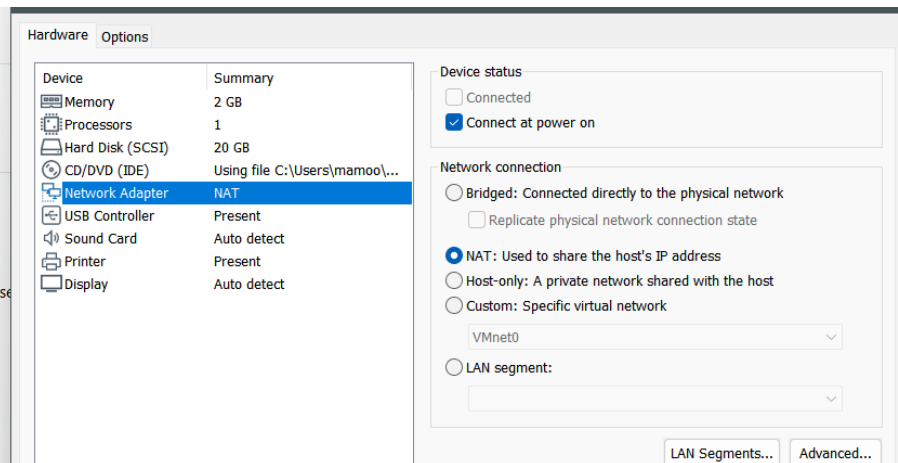 Hardware Options
Device Summary
Memory 2 GB
Processors 1
Hard Disk (SCSI) 20 GB
CD/DVD (IDE) Using file C:\Users\mamoo\...
Network Adapter NAT
USB Controller Present
Sound Card Auto detect
Printer Present
Display Auto detect
se
Device status
Connected
Connect at power on
Network connection
Bridged: Connected directly to the physical network
Replicate physical network connection state
NAT: Used to share the host's IP address
Host-only: A private network shared with the host
Custom: Specific virtual network
VMnet0
LAN segment:
LAN Segments... Advanced...